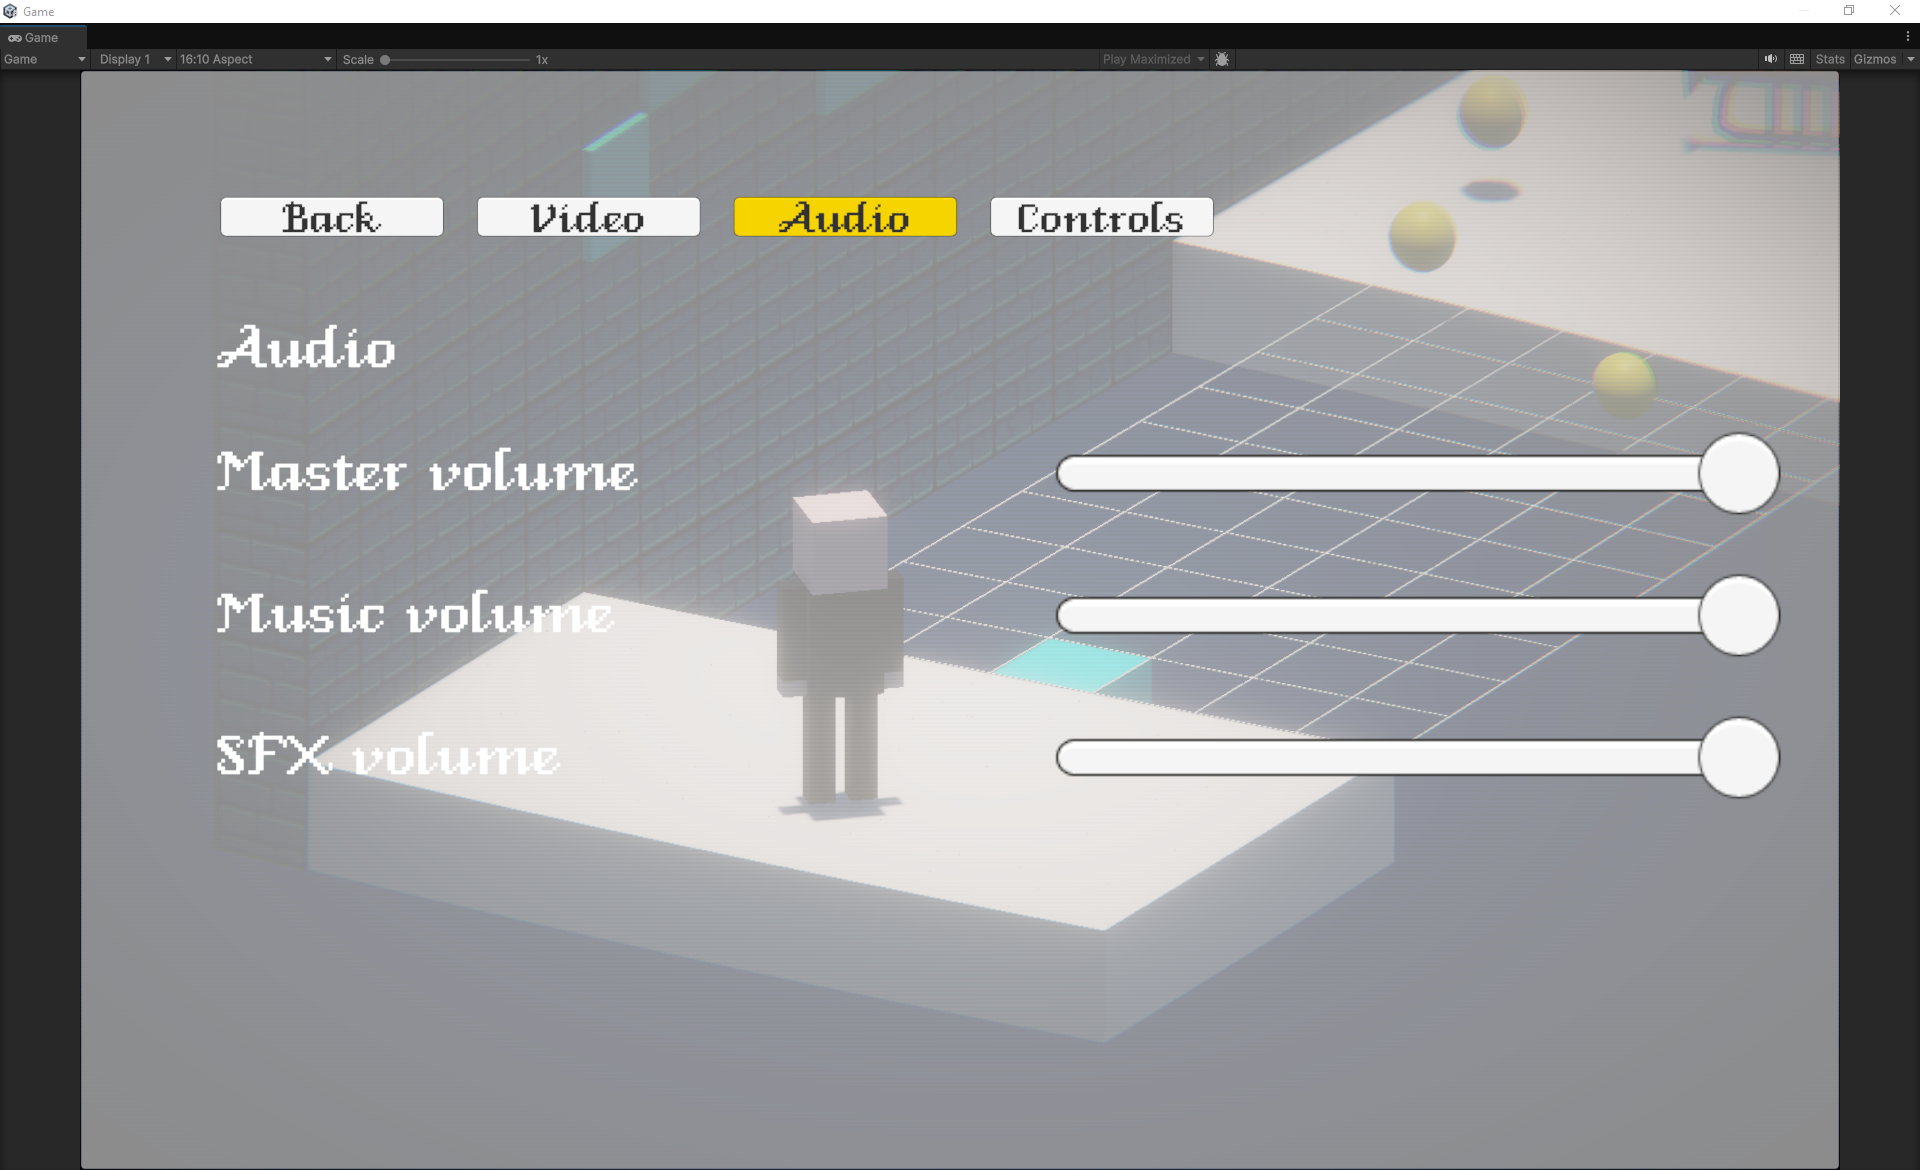 Game
Game
Game Display 1 16:10 Aspect Scale 1x Play Maximized Stats Gizmos
Back Video Audio Controls
Audio
Master volume
Music volume
SFX volume